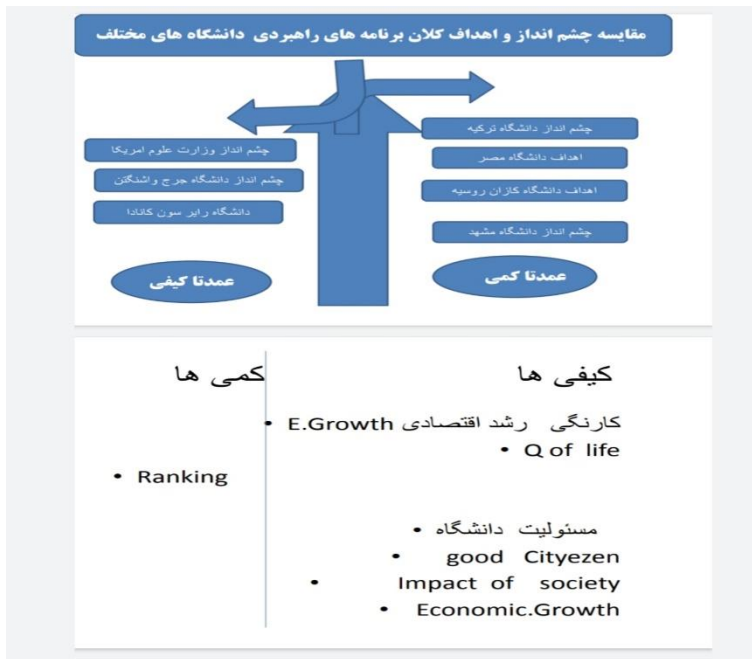 مقایسه چشم انداز و اهداف کلان برنامه های راهبردی دانشگاه های مختلف
چشم انداز دانشگاه ترکیه
اهداف دانشگاه مصر
اهداف دانشگاه کازان روسیه
چشم انداز دانشگاه مشهد
عمدتا کمی
چشم انداز وزارت علوم امریکا
چشم انداز دانشگاه جرج واشنگتن
دانشگاه رایر سون کانادا
عمدتا کیفی
کیفی ها
کارنگی رشد اقتصادی E.Growth •
• Q of life
مسئولیت دانشگاه •
• good Cityezen
• Impact of society
• Economic.Growth
کمی ها
• Ranking